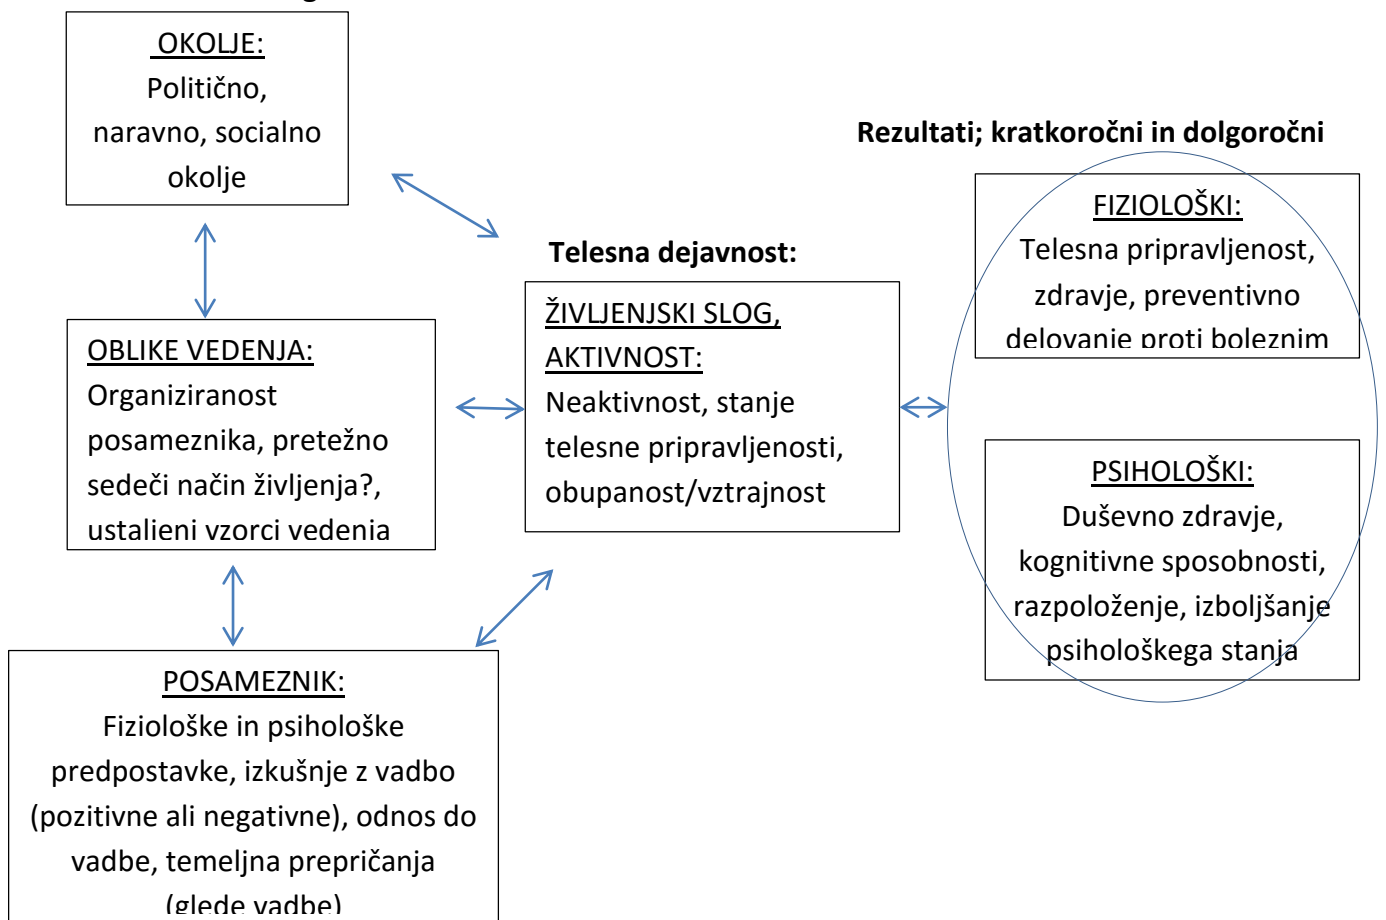 OKOLJE:
Politično,
naravno, socialno
okolje
Rezultati; kratkoročni in dolgoročni
FIZIOLOŠKI:
Telesna pripravljenost,
zdravje, preventivno
delovanje proti boleznim
Telesna dejavnost:
ŽIVLJENJSKI SLOG,
AKTIVNOST:
Neaktivnost, stanje
telesne pripravljenosti,
obupanost/vztrajnost
OBLIKE VEDENJA:
Organiziranost
posameznika, pretežno
sedeči način življenja?,
ustaljeni vzorci vedenja
PSIHOLOŠKI:
Duševno zdravje,
kognitivne sposobnosti,
razpoloženje, izboljšanje
psihološkega stanja
POSAMEZNIK:
Fiziološke in psihološke
predpostavke, izkušnje z vadbo
(pozitivne ali negativne), odnos do
vadbe, temeljna prepričanja
(glede vadbe)